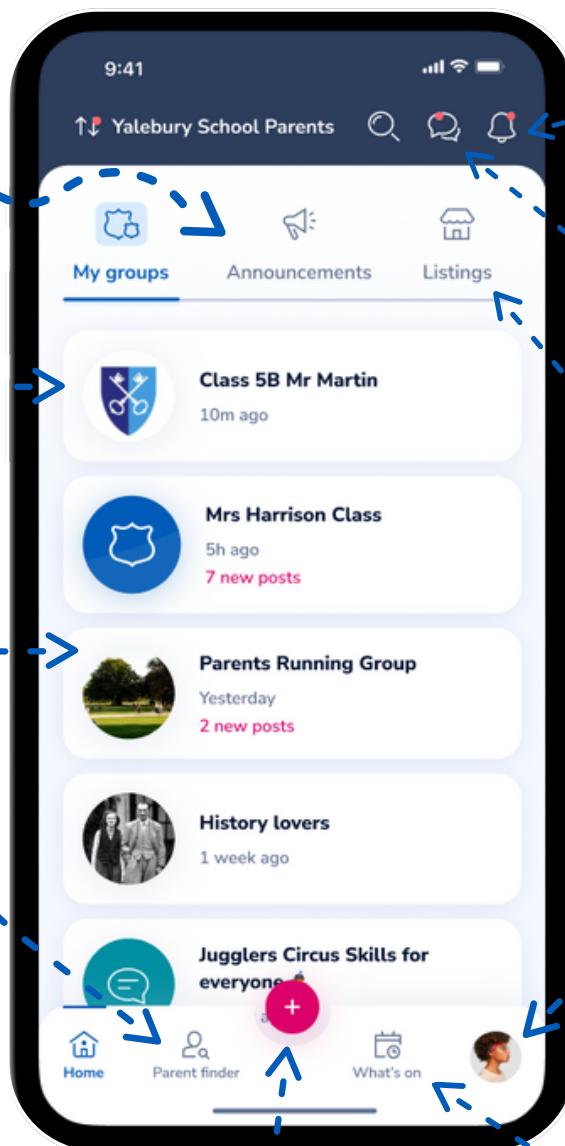 9:41
Yalebury School Parents
My groups
Announcements
Listings
Class 5B Mr Martin
10m ago
Mrs Harrison Class
5h ago
7 new posts
Parents Running Group
Yesterday
2 new posts
History lovers
1 week ago
Jugglers Circus Skills for
everyone
+
Home
Parent finder
What's on